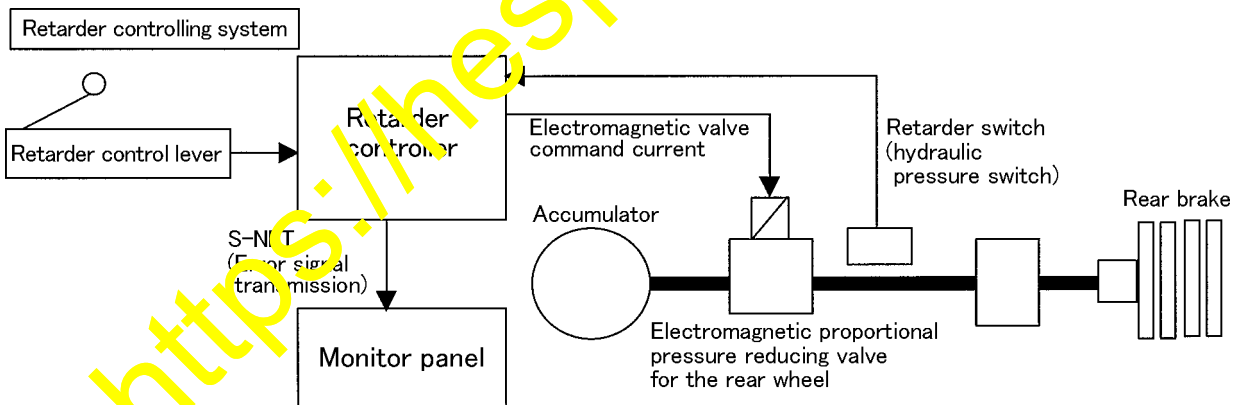 Retarder controlling system
Retarder control lever
Retarder
controller
Electromagnetic valve
command current
Retarder switch
(hydraulic
pressure switch)
Rear brake
Accumulator
S-NET
(Error signal
transmission)
Electromagnetic proportional
pressure reducing valve
for the rear wheel
Monitor panel
https://hesp